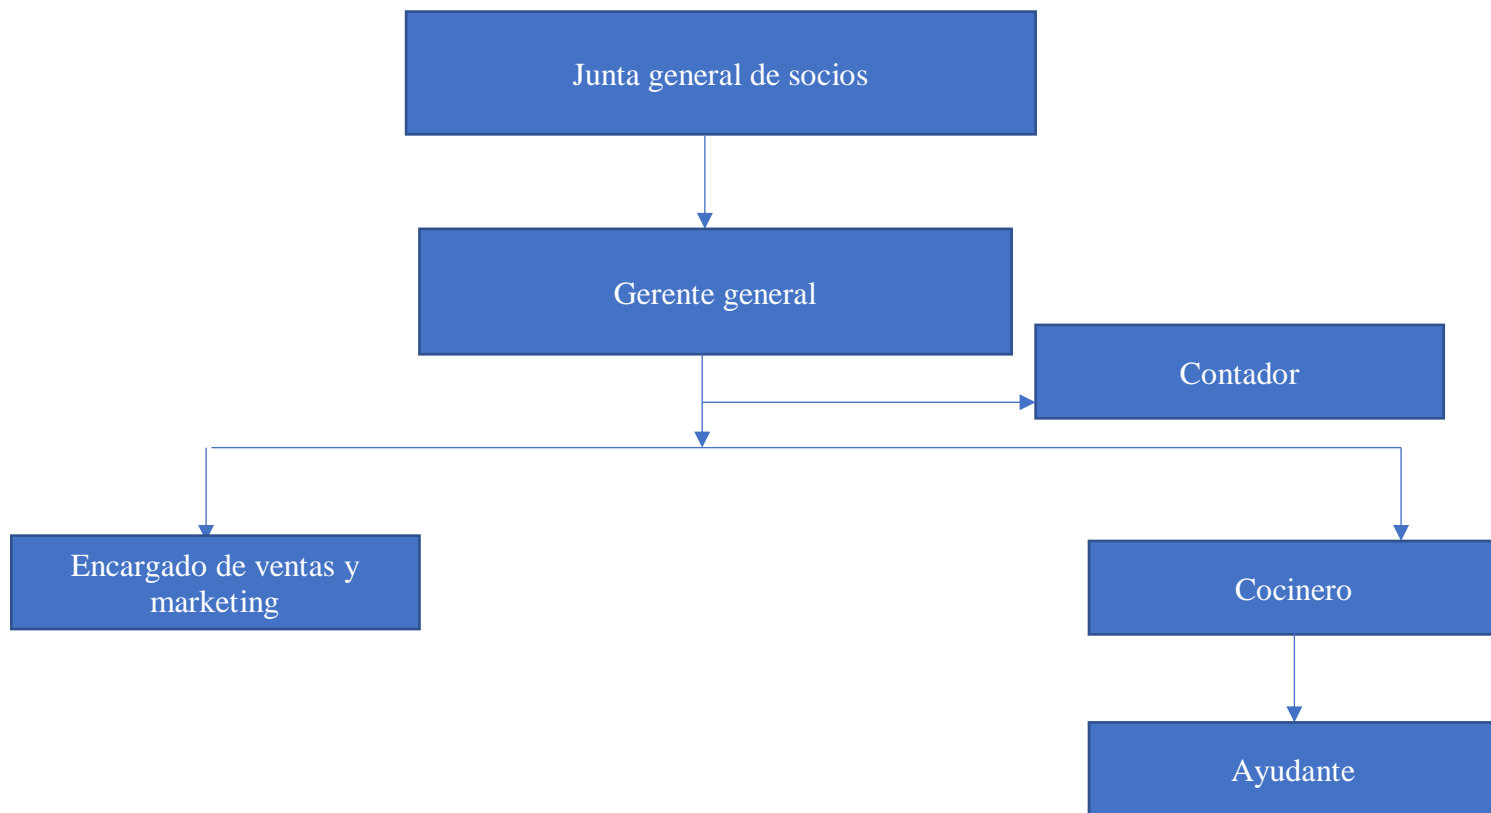 Junta general de socios
Gerente general
Contador
Encargado de ventas y
marketing
Cocinero
Ayudante